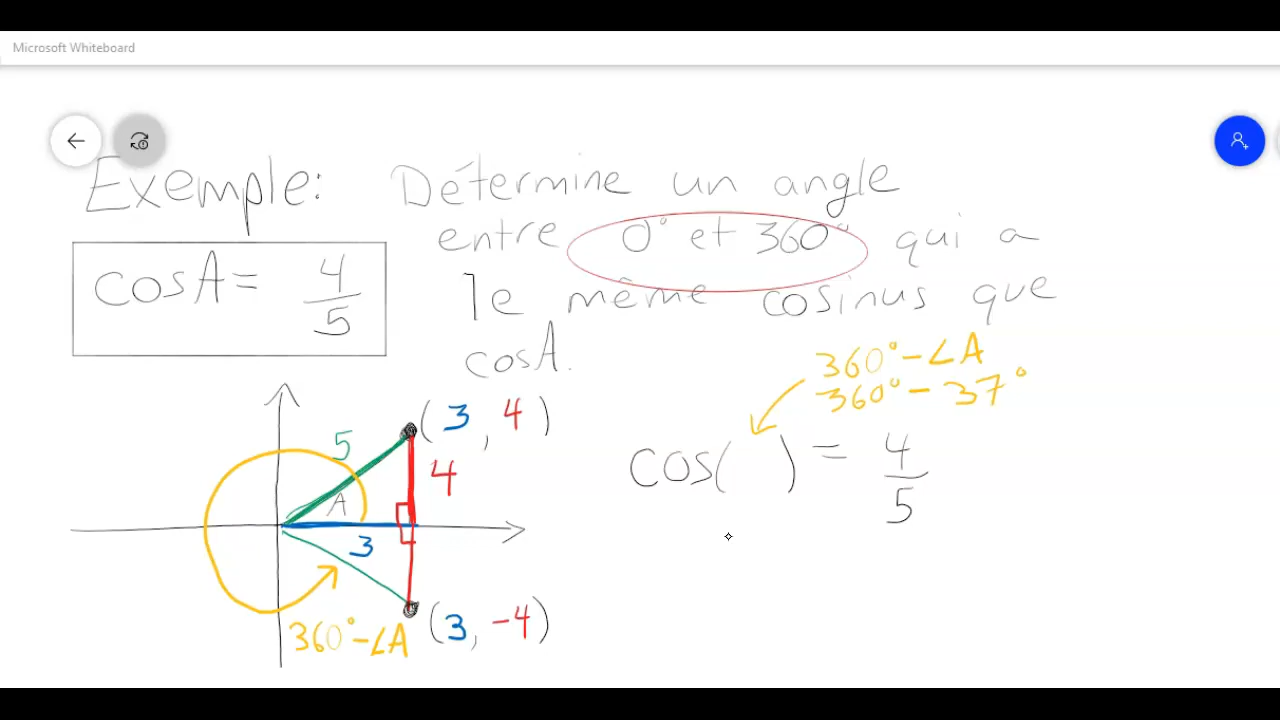 Microsoft Whiteboard
Exemple: Détermine un angle
entre 0° et 360° qui a
le même cosinus que
cosA.
cosA = 4/5
360° - ∠A
360° - 37°
cos( ) = 4/5
(3, 4)
5
4
A
3
360° - ∠A
(3, -4)